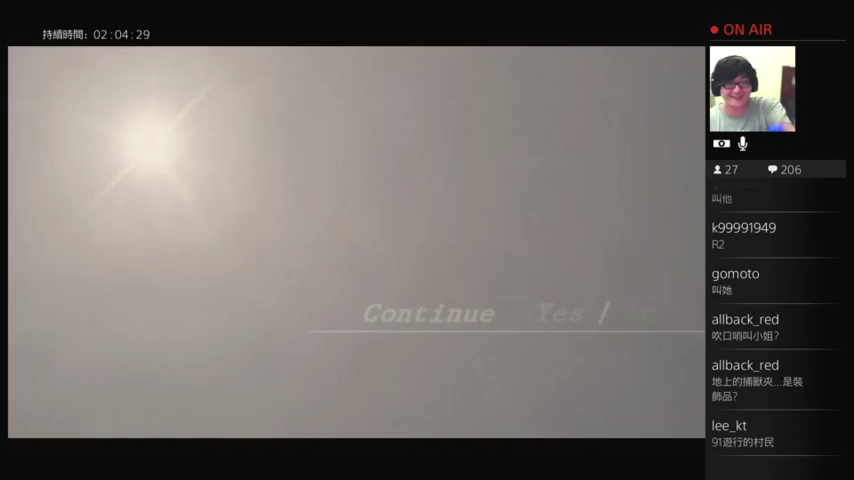 持續時間: 02:04:29
ON AIR
27
206
叫他
k99991949
R2
gomoto
叫她
allback_red
吹口哨叫小姐?
allback_red
地上的捕獸夾...是裝
飾品?
lee_kt
91遊行的村民
Continue Yes / No